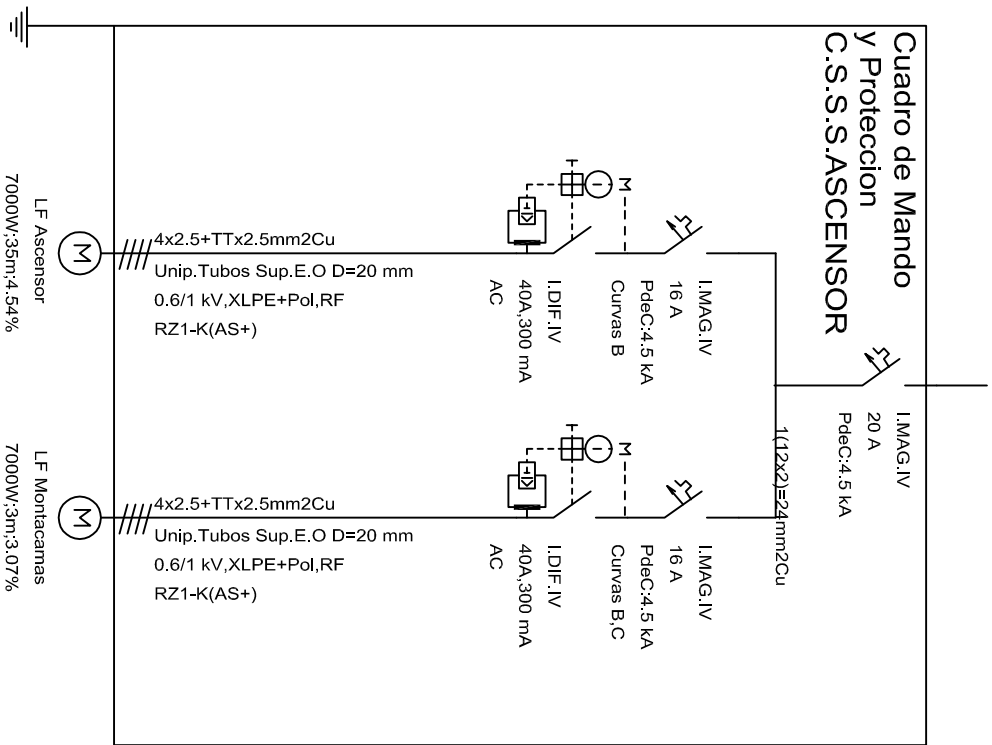 Cuadro de Mando
y Proteccion
C.S.S.S.ASCENSOR
I.MAG.IV
20 A
PdeC:4.5 kA
1(12x2)=24mm2Cu
I.MAG.IV
16 A
PdeC:4.5 kA
Curvas B
M
I.DIF.IV
40A,300 mA
AC
4x2.5+TTx2.5mm2Cu
Unip.Tubos Sup.E.O D=20 mm
0.6/1 kV,XLPE+Pol,RF
RZ1-K(AS+)
M
LF Ascensor
7000W;35m;4.54%
I.MAG.IV
16 A
PdeC:4.5 kA
Curvas B,C
M
I.DIF.IV
40A,300 mA
AC
4x2.5+TTx2.5mm2Cu
Unip.Tubos Sup.E.O D=20 mm
0.6/1 kV,XLPE+Pol,RF
RZ1-K(AS+)
M
LF Montacamas
7000W;3m;3.07%